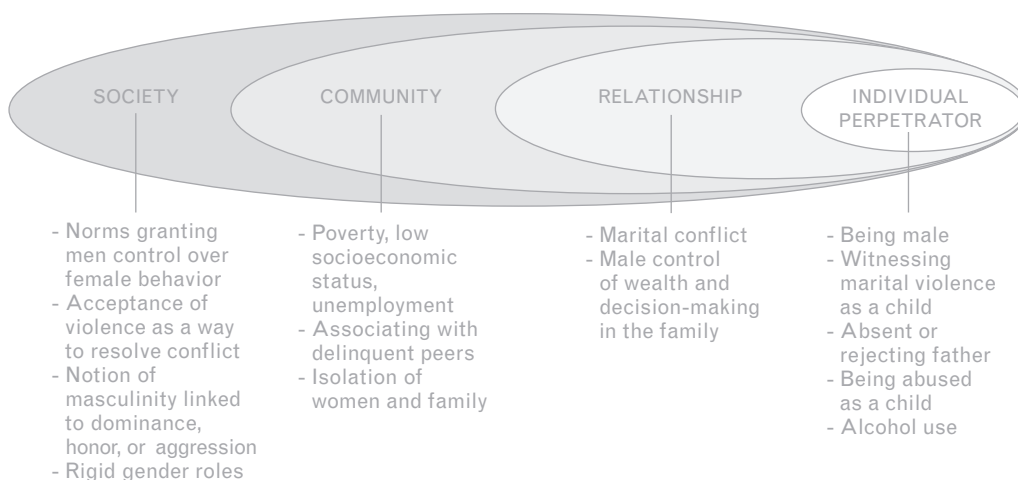 SOCIETY
COMMUNITY
RELATIONSHIP
INDIVIDUAL
PERPETRATOR
- Norms granting
men control over
female behavior
- Acceptance of
violence as a way
to resolve conflict
- Notion of
masculinity linked
to dominance,
honor, or aggression
- Rigid gender roles
- Poverty, low
socioeconomic
status,
unemployment
- Associating with
delinquent peers
- Isolation of
women and family
- Marital conflict
- Male control
of wealth and
decision-making
in the family
- Being male
- Witnessing
marital violence
as a child
- Absent or
rejecting father
- Being abused
as a child
- Alcohol use